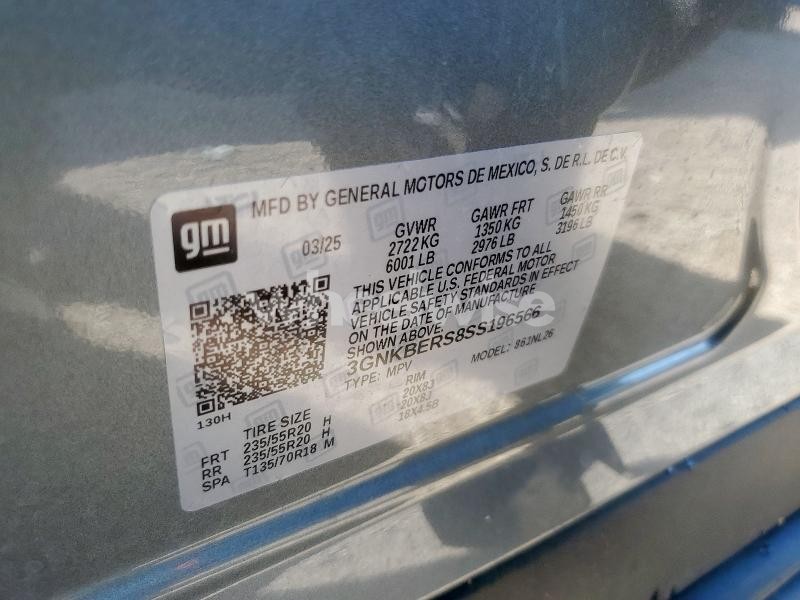 gm
MFD BY GENERAL MOTORS DE MEXICO, S. DE R.L. DE C.V.
03/25
GVWR
2722 KG
6001 LB
GAWR FRT
1350 KG
2976 LB
GAWR RR
1450 KG
3196 LB
THIS VEHICLE CONFORMS TO ALL
APPLICABLE U.S. FEDERAL MOTOR
VEHICLE SAFETY STANDARDS IN EFFECT
ON THE DATE OF MANUFACTURE
SHOWN ABOVE.
3GNKBERS8SS196566
TYPE: MPV
MODEL: 861NL26
130H
TIRE SIZE
RIM
FRT 235/55R20 H 20X8J
RR 235/55R20 H 20X8J
SPA T135/70R18 M 18X4.5B